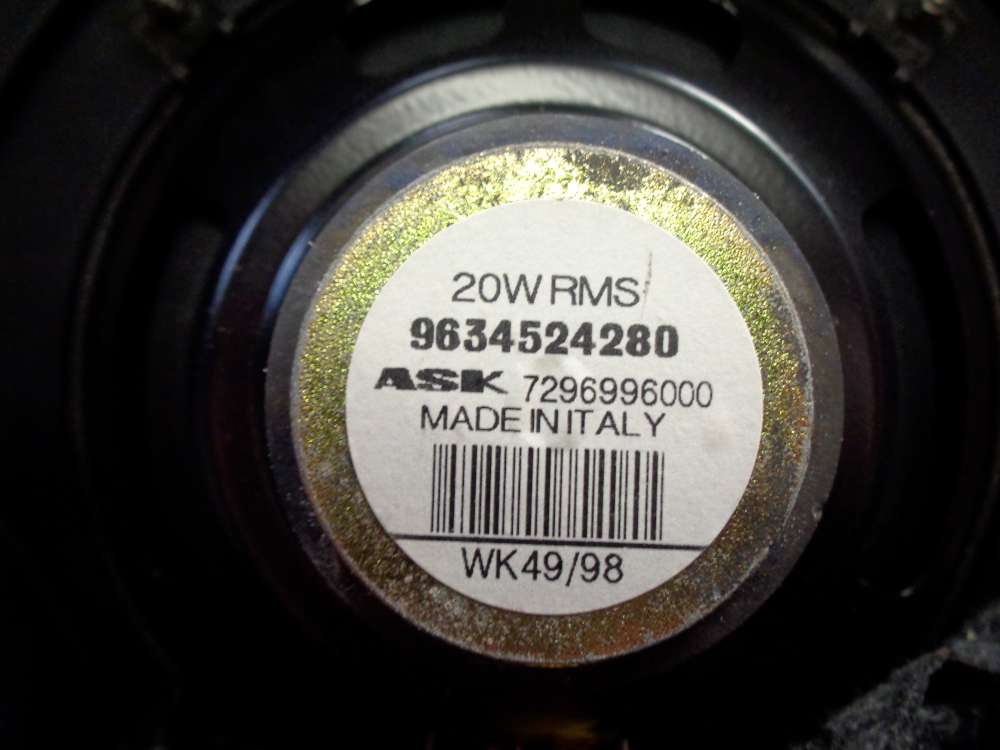 20W RMS
9634524280
ASK 7296996000
MADE IN ITALY
WK49/98